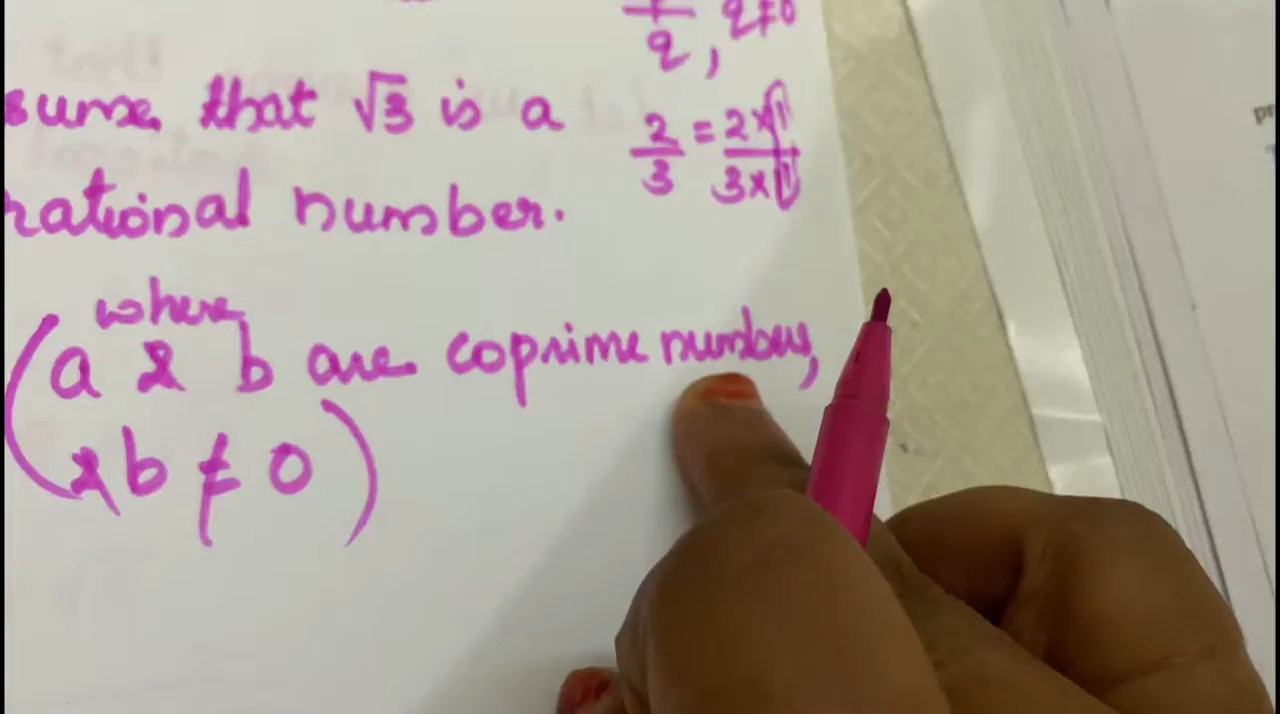 q, q≠0
sume that √3 is a
2/3 = 2×1/3×1
rational number.
where
(a & b are coprime numbers,
& b ≠ 0)